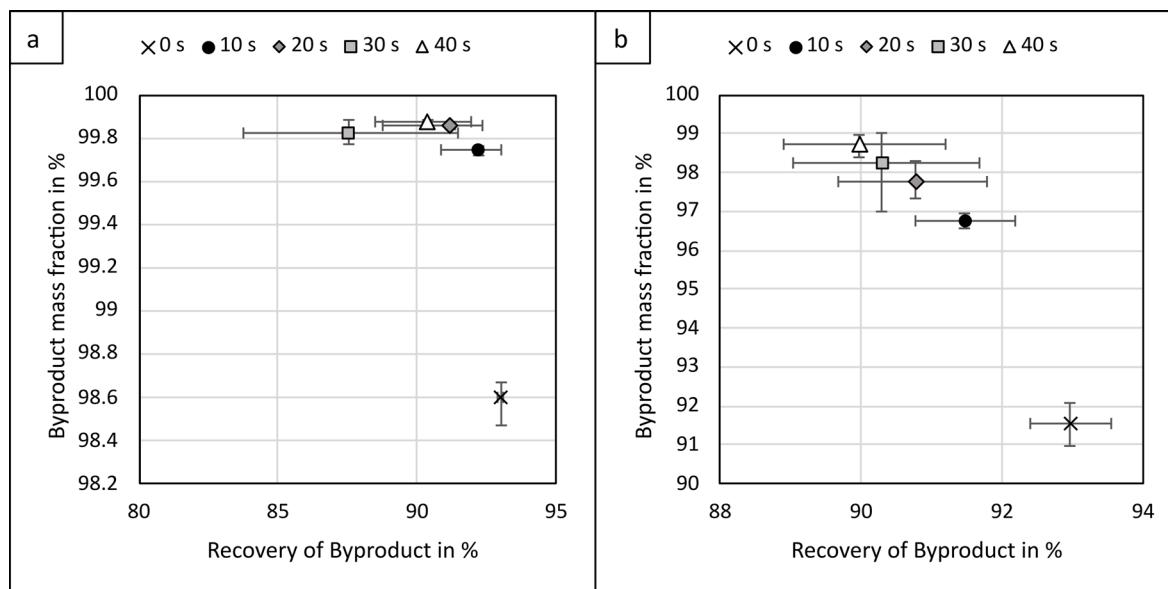 a
0 s 10 s 20 s 30 s 40 s
Byproduct mass fraction in %
100
99.8
99.6
99.4
99.2
99
98.8
98.6
98.4
98.2
80 85 90 95
Recovery of Byproduct in %
b
0 s 10 s 20 s 30 s 40 s
Byproduct mass fraction in %
100
99
98
97
96
95
94
93
92
91
90
88 90 92 94
Recovery of Byproduct in %